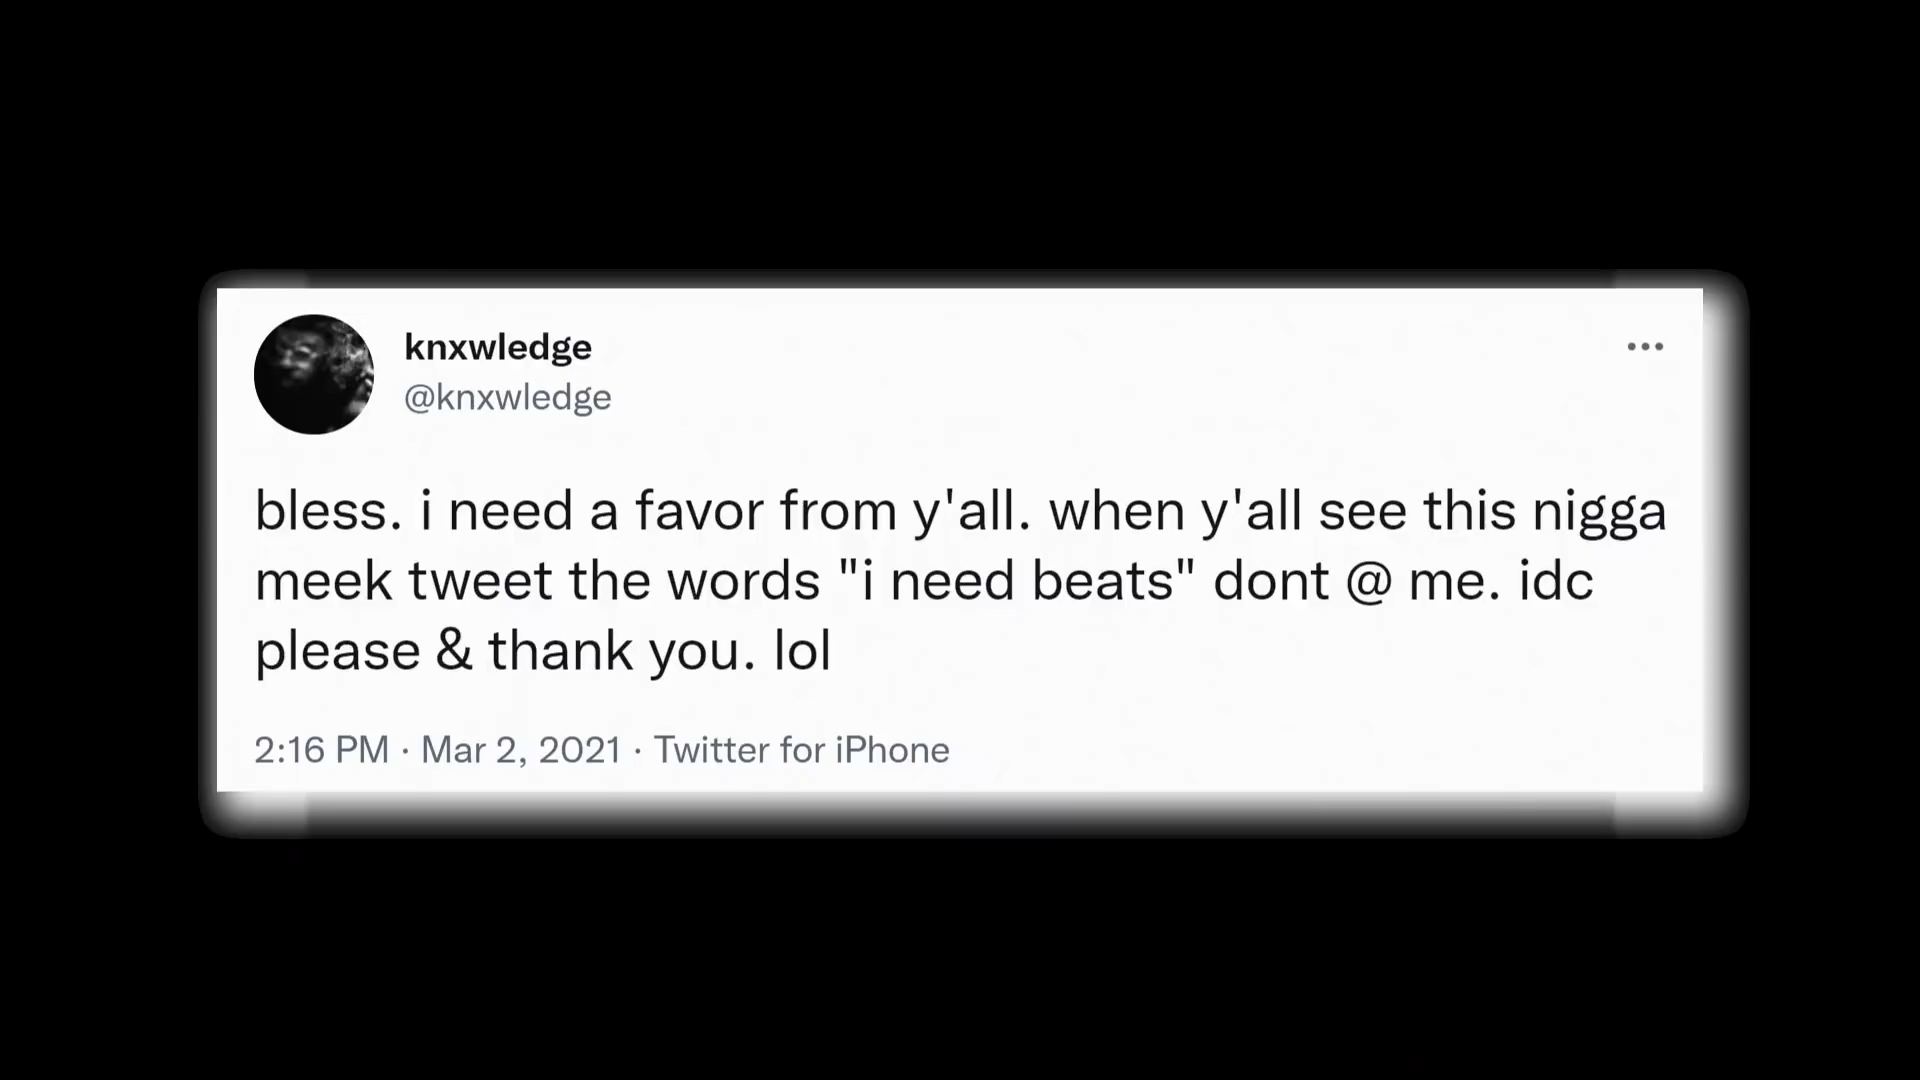 knxwledge
@knxwledge
bless. i need a favor from y'all. when y'all see this nigga
meek tweet the words "i need beats" dont @ me. idc
please & thank you. lol
2:16 PM · Mar 2, 2021 · Twitter for iPhone